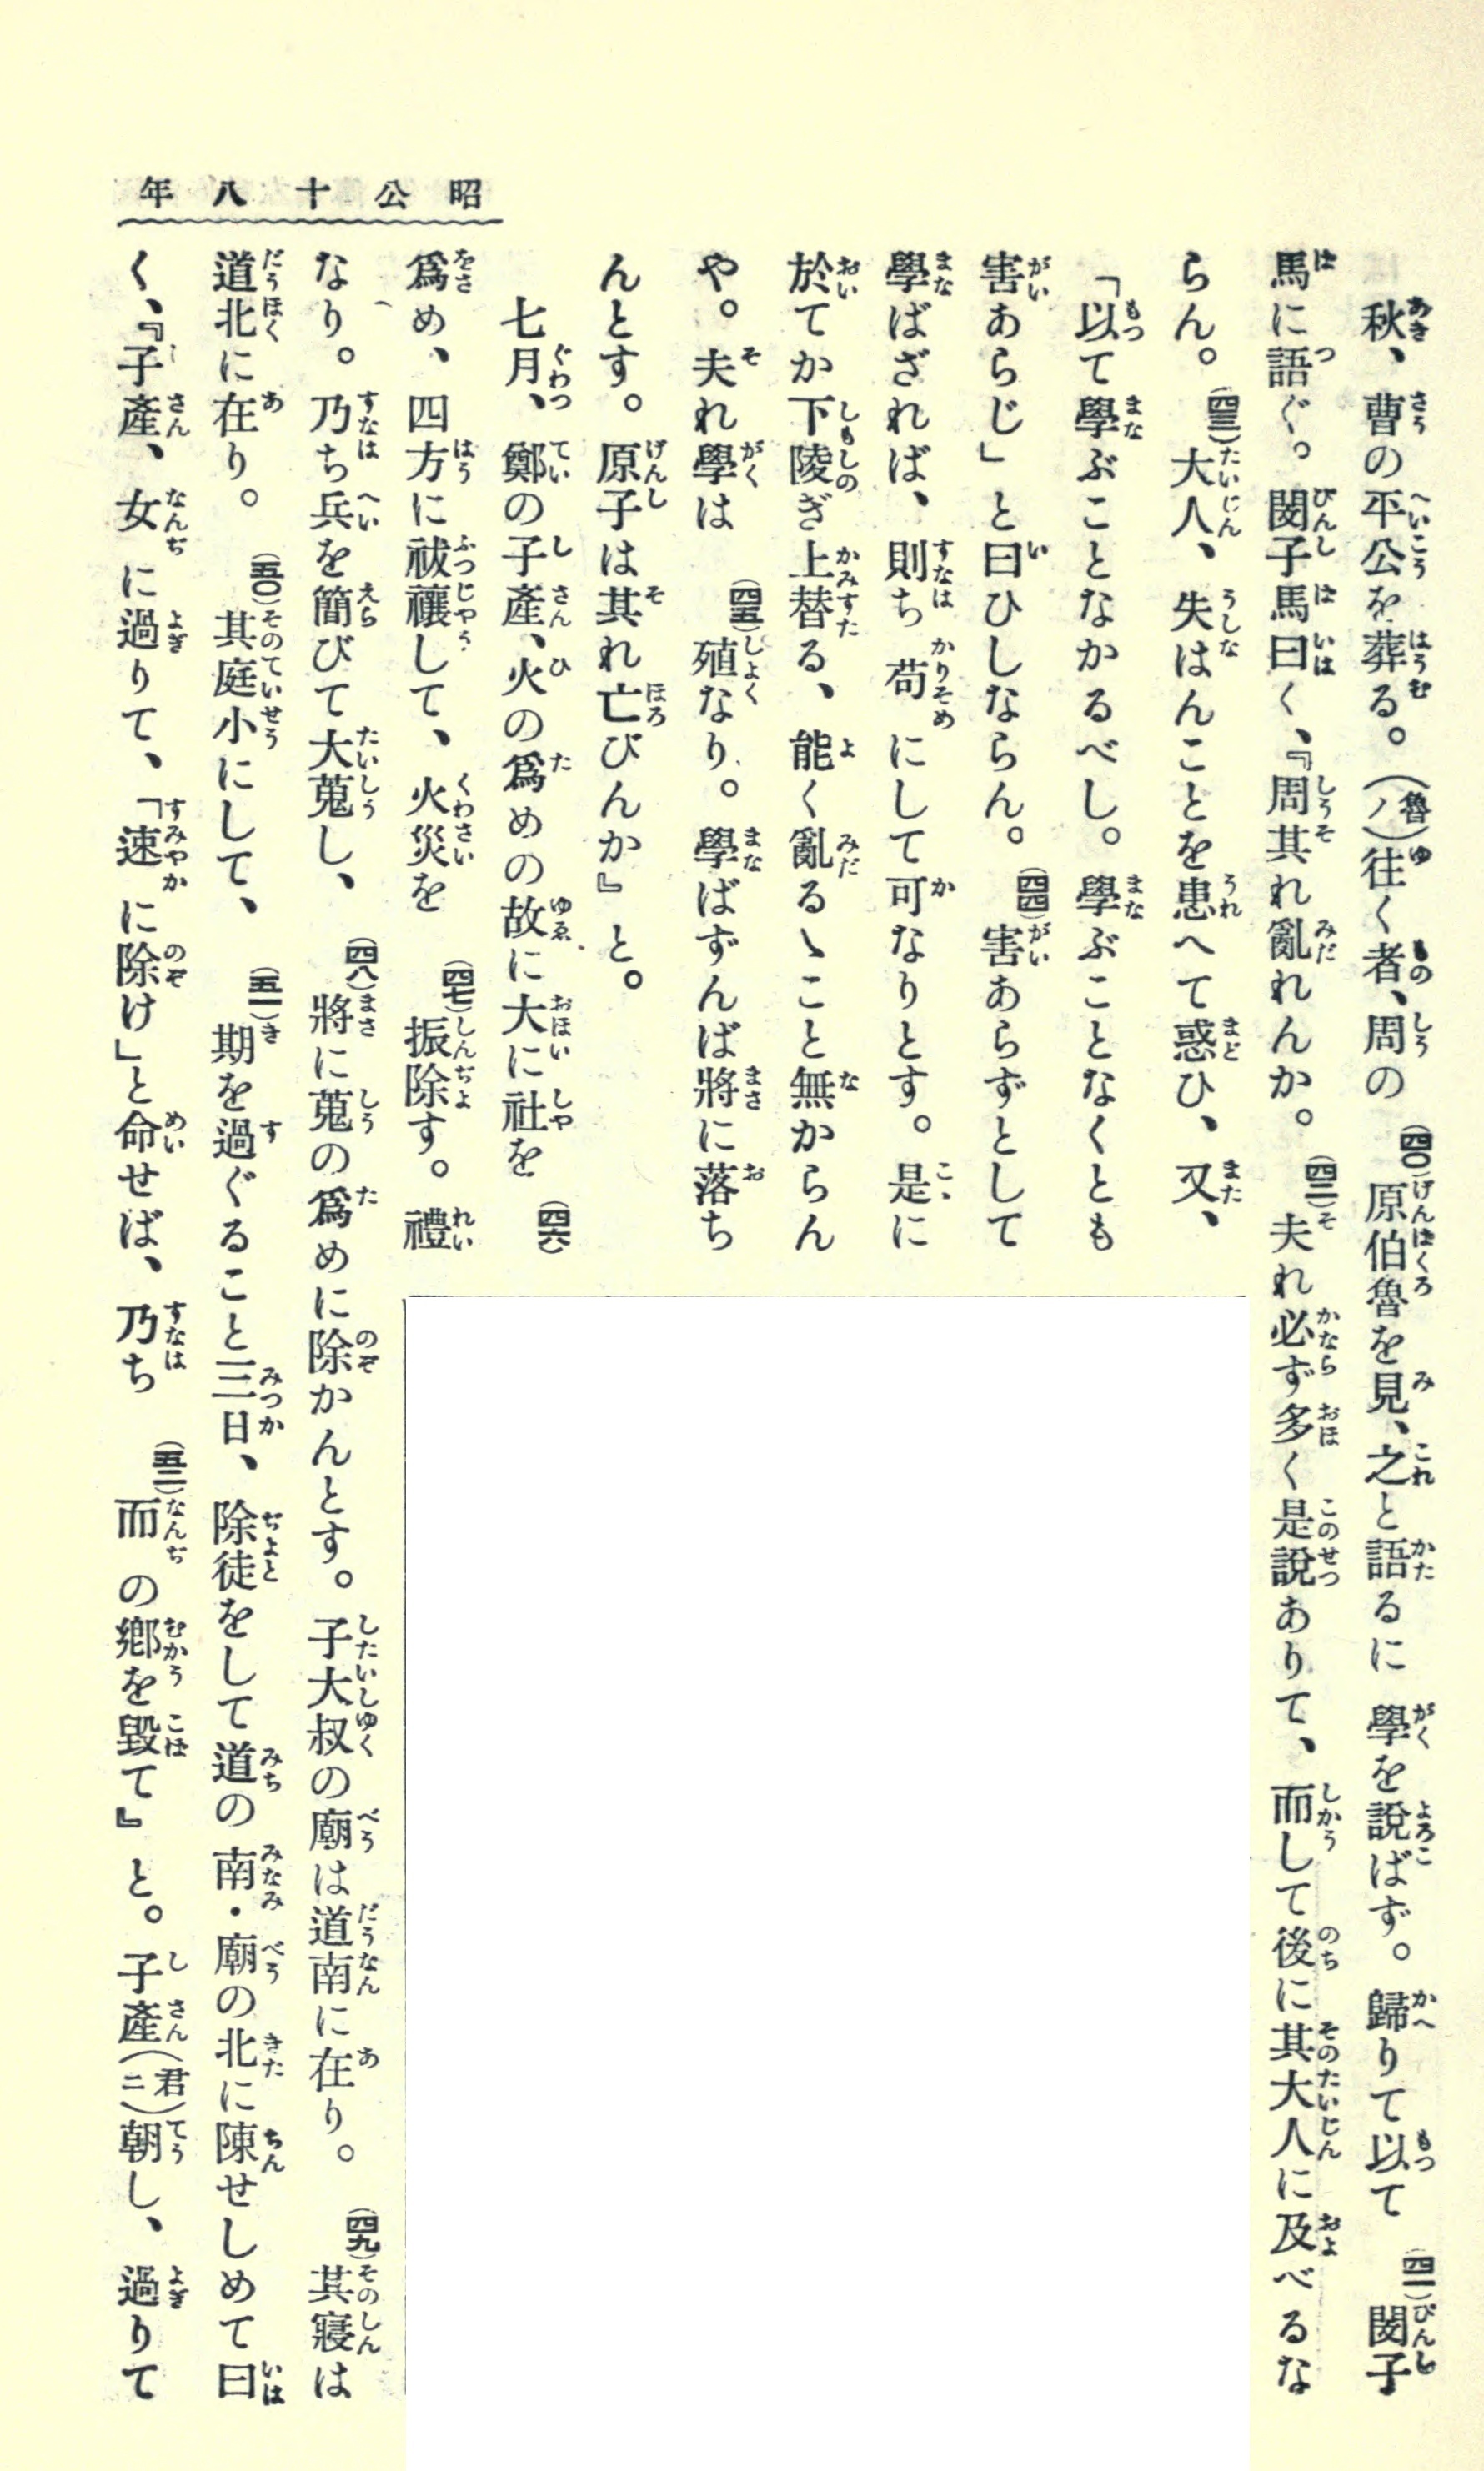 昭公十八年
秋、曹の平公を葬る。(魯ノ)往く者、周の(四〇)原伯魯を見、之と語るに學を說ばず。歸りて以て(四一)閔子
馬に語ぐ。閔子馬曰く、『周其れ亂れんか。(四二)夫れ必ず多く是說ありて、而して後に其大人に及べるな
らん。(四三)大人、失はんことを患へて惑ひ、又、
「以て學ぶことなかるべし。學ぶことなくとも
害あらじ」と曰ひしならん。(四四)害あらずとして
學ばざれば、則ち苟にして可なりとす。是に
於てか下陵ぎ上替る、能く亂るゝこと無からん
や。夫れ學は(四五)殖なり。學ばずんば將に落ち
んとす。原子は其れ亡びんか』と。
七月、鄭の子產、火の爲めの故に大に社を(四六)
爲め、四方に祓禳して、火災を(四七)振除す。禮
なり。乃ち兵を簡びて大蒐し、(四八)將に蒐の爲めに除かんとす。子大叔の廟は道南に在り。(四九)其寢は
道北に在り。(五〇)其庭小にして、(五一)期を過ぐること三日、除徒をして道の南・廟の北に陳せしめて曰
く、『子產、女に過りて、「速に除け」と命せば、乃ち(五二)而の鄕を毀て』と。子產(君ニ)朝し、過りて